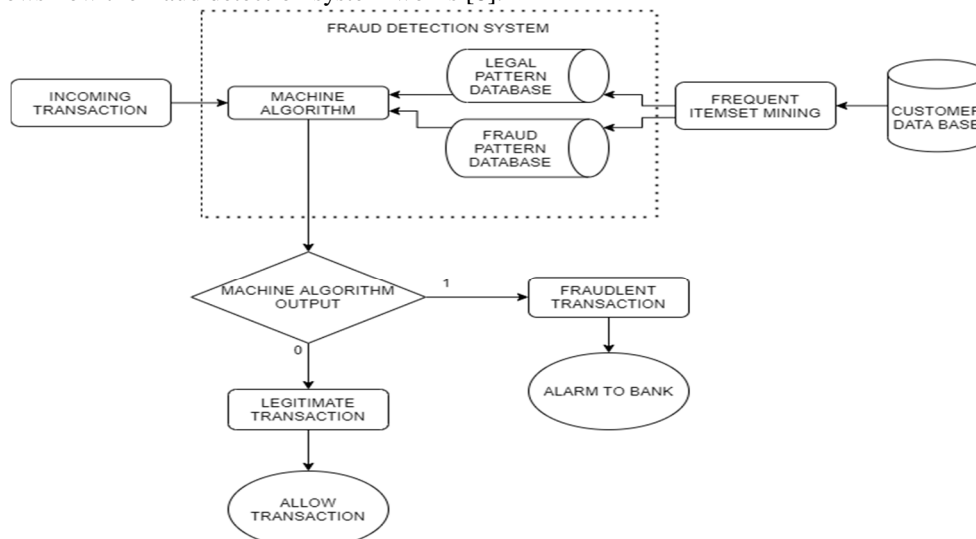 FRAUD DETECTION SYSTEM
LEGAL
PATTERN
DATABASE
INCOMING
TRANSACTION
MACHINE
ALGORITHM
FREQUENT
ITEMSET MINING
CUSTOMER
DATA BASE
FRAUD
PATTERN
DATABASE
MACHINE ALGORITHM
OUTPUT
1
FRAUDLENT
TRANSACTION
0
ALARM TO BANK
LEGITIMATE
TRANSACTION
ALLOW
TRANSACTION